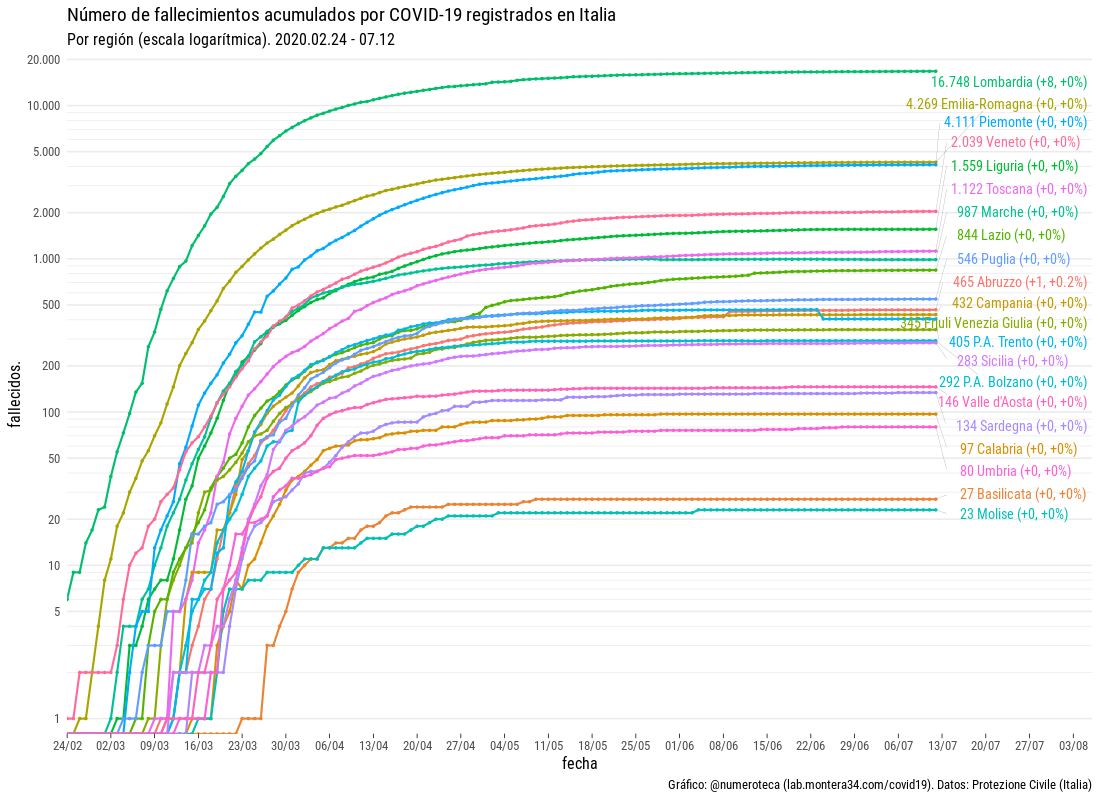 Número de fallecimientos acumulados por COVID-19 registrados en Italia
Por región (escala logarítmica). 2020.02.24 - 07.12
20.000
10.000
5.000
2.000
1.000
500
200
100
50
20
10
5
1
fallecidos.
16.748 Lombardia (+8, +0%)
4.269 Emilia-Romagna (+0, +0%)
4.111 Piemonte (+0, +0%)
2.039 Veneto (+0, +0%)
1.559 Liguria (+0, +0%)
1.122 Toscana (+0, +0%)
987 Marche (+0, +0%)
844 Lazio (+0, +0%)
546 Puglia (+0, +0%)
465 Abruzzo (+1, +0.2%)
432 Campania (+0, +0%)
345 Friuli Venezia Giulia (+0, +0%)
405 P.A. Trento (+0, +0%)
283 Sicilia (+0, +0%)
292 P.A. Bolzano (+0, +0%)
146 Valle d'Aosta (+0, +0%)
134 Sardegna (+0, +0%)
97 Calabria (+0, +0%)
80 Umbria (+0, +0%)
27 Basilicata (+0, +0%)
23 Molise (+0, +0%)
24/02 02/03 09/03 16/03 23/03 30/03 06/04 13/04 20/04 27/04 04/05 11/05 18/05 25/05 01/06 08/06 15/06 22/06 29/06 06/07 13/07 20/07 27/07 03/08
fecha
Gráfico: @numeroteca (lab.montera34.com/covid19). Datos: Protezione Civile (Italia)